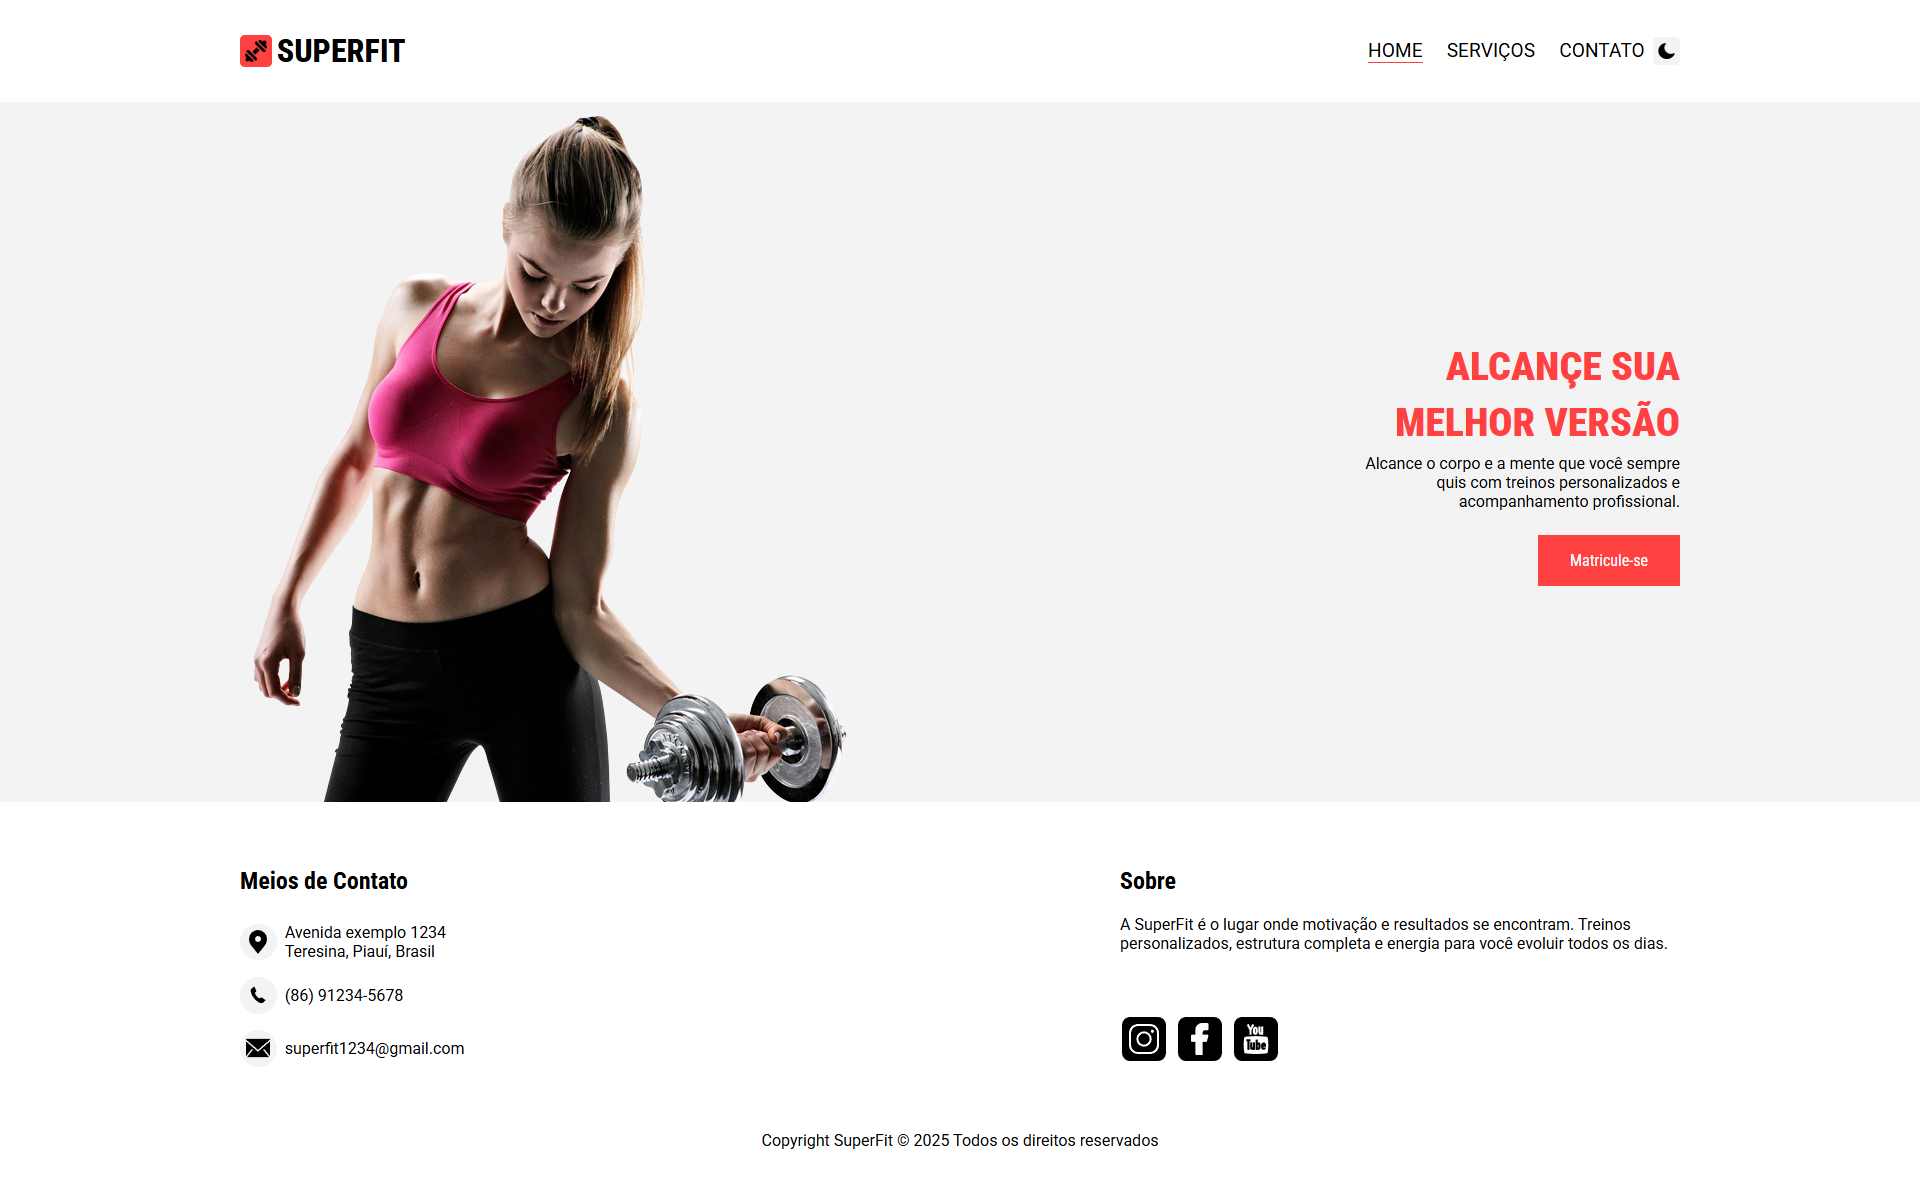 SUPERFIT
HOME SERVIÇOS CONTATO
ALCANÇE SUA
MELHOR VERSÃO
Alcance o corpo e a mente que você sempre
quis com treinos personalizados e
acompanhamento profissional.
Matricule-se
Meios de Contato
Avenida exemplo 1234
Teresina, Piauí, Brasil
(86) 91234-5678
superfit1234@gmail.com
Sobre
A SuperFit é o lugar onde motivação e resultados se encontram. Treinos
personalizados, estrutura completa e energia para você evoluir todos os dias.
You
Tube
Copyright SuperFit © 2025 Todos os direitos reservados